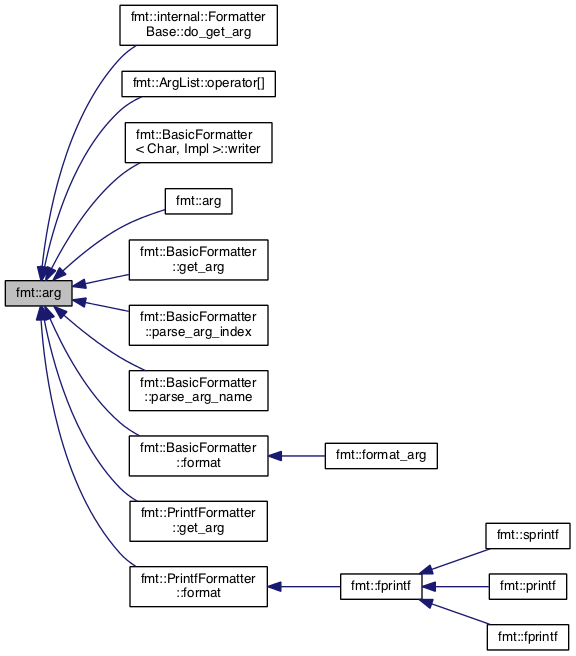 fmt::internal::Formatter
Base::do_get_arg
fmt::ArgList::operator[]
fmt::BasicFormatter
< Char, Impl >::writer
fmt::arg
fmt::BasicFormatter
::get_arg
fmt::arg
fmt::BasicFormatter
::parse_arg_index
fmt::BasicFormatter
::parse_arg_name
fmt::BasicFormatter
::format
fmt::format_arg
fmt::PrintfFormatter
::get_arg
fmt::sprintf
fmt::PrintfFormatter
::format
fmt::fprintf
fmt::printf
fmt::fprintf